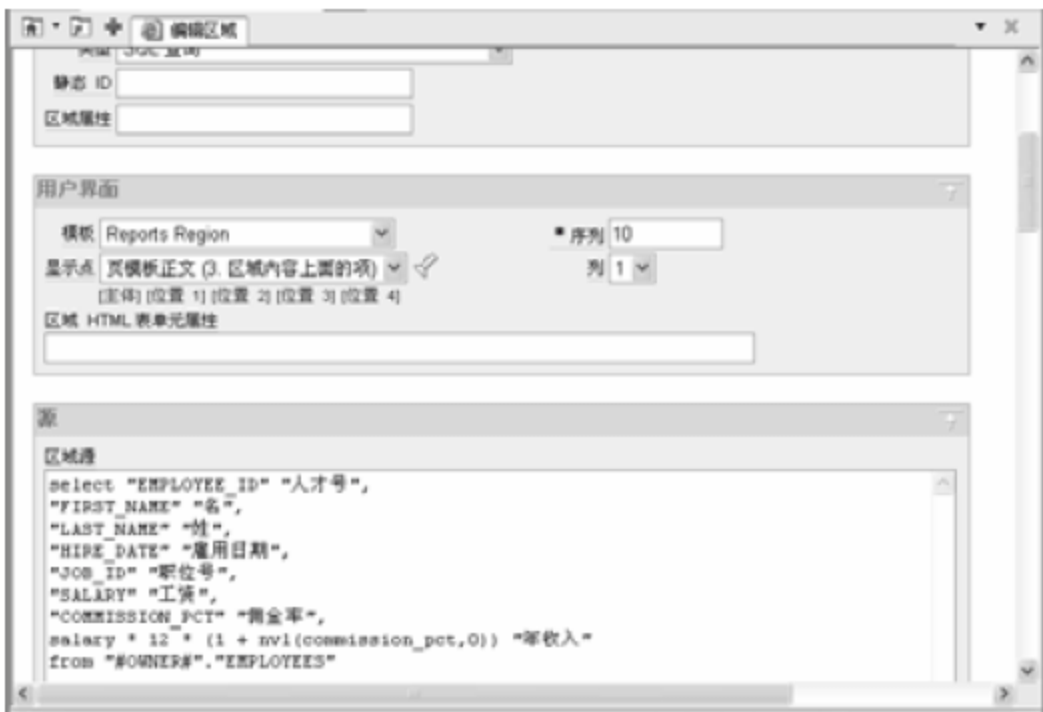 编辑区域
类型 SQL 查询
静态 ID
区域属性
用户界面
模板 Reports Region
* 序列 10
显示点 页模板正文 (3. 区域内容上面的项)
列 1
[主体] [位置 1] [位置 2] [位置 3] [位置 4]
区域 HTML 表单元属性
源
区域源
select "EMPLOYEE_ID" "人才号",
"FIRST_NAME" "名",
"LAST_NAME" "姓",
"HIRE_DATE" "雇用日期",
"JOB_ID" "职位号",
"SALARY" "工资",
"COMMISSION_PCT" "佣金率",
salary * 12 * (1 + nvl(commission_pct,0)) "年收入"
from "#OWNER#"."EMPLOYEES"